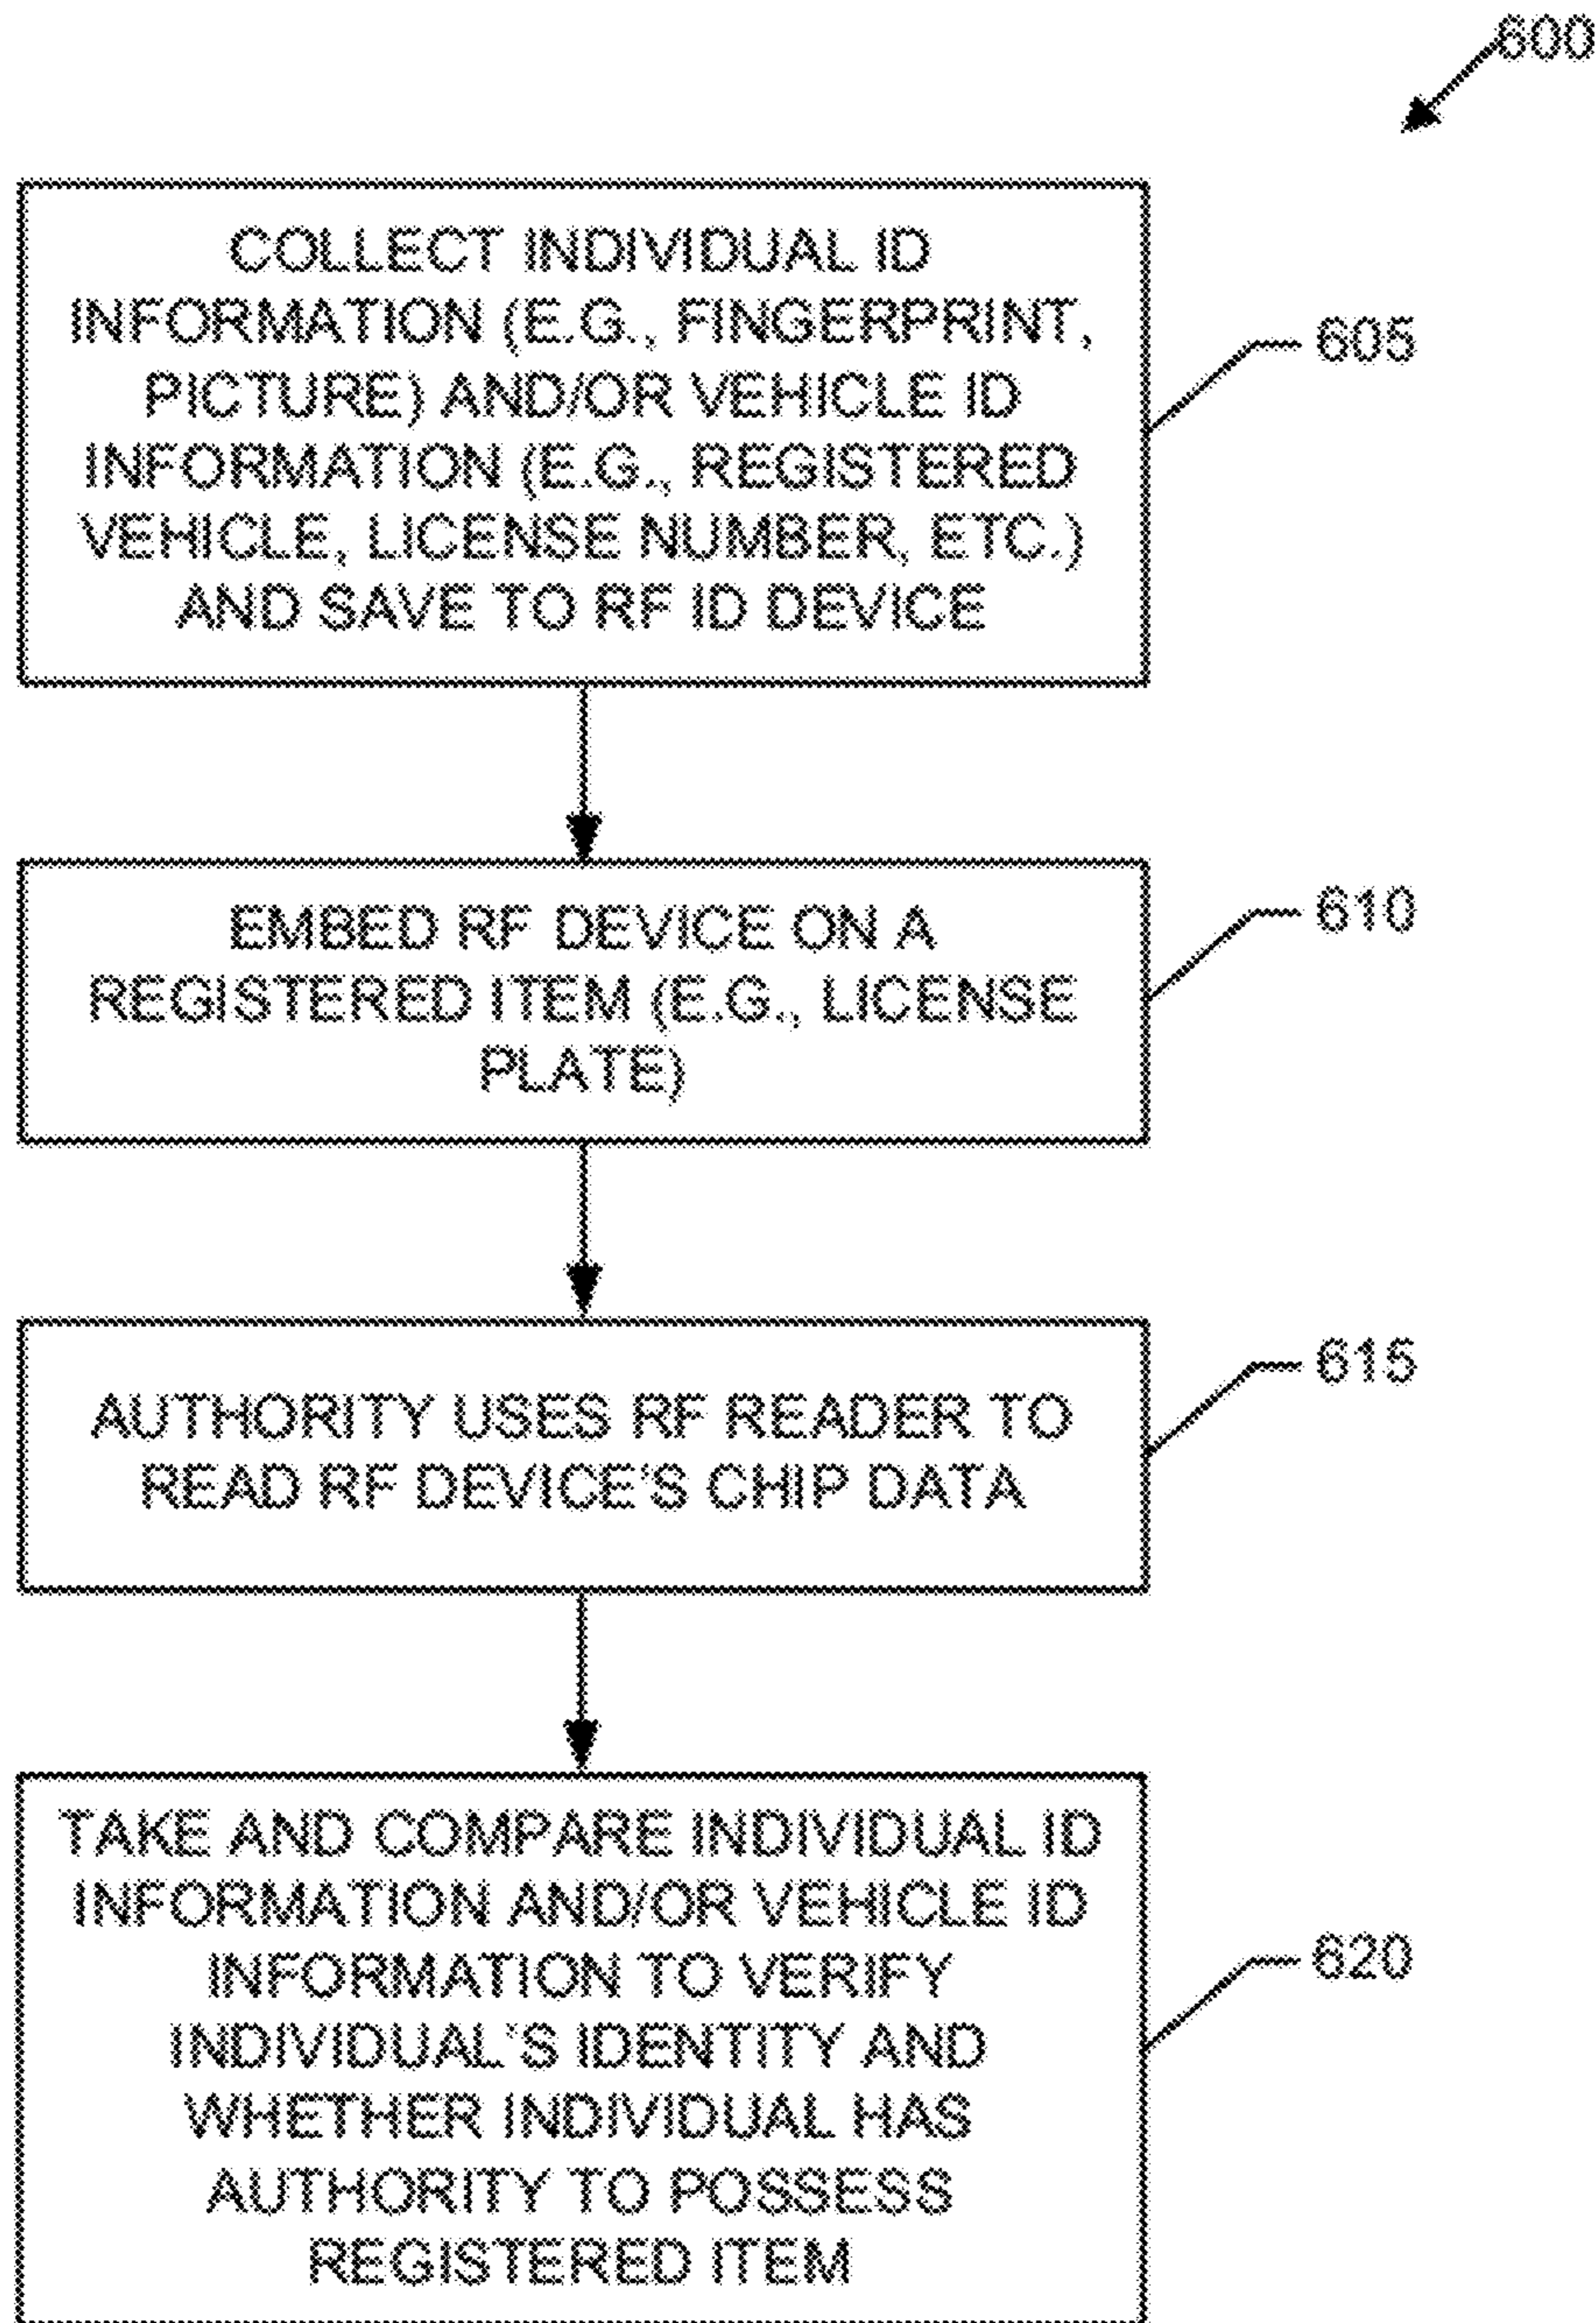 600
COLLECT INDIVIDUAL ID
INFORMATION (E.G., FINGERPRINT,
PICTURE) AND/OR VEHICLE ID
INFORMATION (E.G., REGISTERED
VEHICLE, LICENSE NUMBER, ETC.)
AND SAVE TO RF ID DEVICE
605
EMBED RF DEVICE ON A
REGISTERED ITEM (E.G., LICENSE
PLATE)
610
AUTHORITY USES RF READER TO
READ RF DEVICE'S CHIP DATA
615
TAKE AND COMPARE INDIVIDUAL ID
INFORMATION AND/OR VEHICLE ID
INFORMATION TO VERIFY
INDIVIDUAL'S IDENTITY AND
WHETHER INDIVIDUAL HAS
AUTHORITY TO POSSESS
REGISTERED ITEM
620